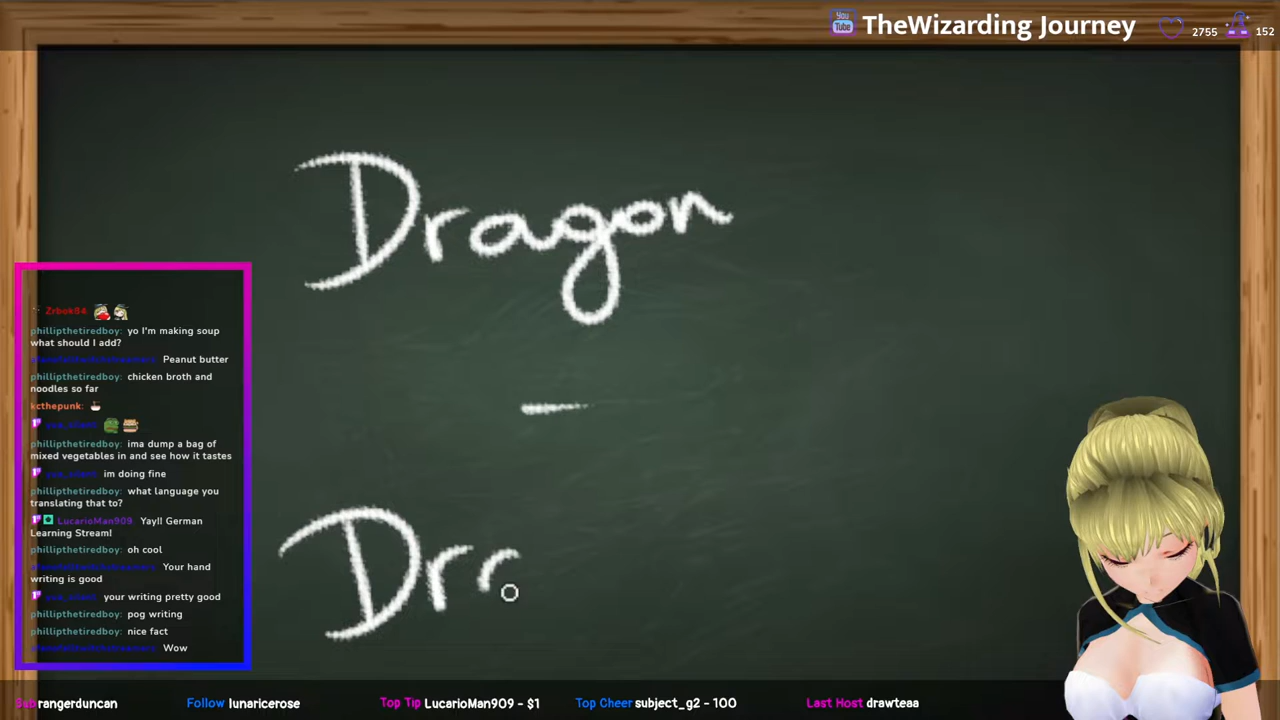 You
Tube
TheWizarding Journey
2755
152
Dragon
-
Dr
Zrbok04
phillipthetiredboy: yo I'm making soup
what should I add?
Peanut butter
phillipthetiredboy: chicken broth and
noodles so far
kcthepunk:
phillipthetiredboy: ima dump a bag of
mixed vegetables in and see how it tastes
im doing fine
phillipthetiredboy: what language you
translating that to?
LucarioMan909 Yay!! German
Learning Stream!
phillipthetiredboy: oh cool
Your hand
writing is good
your writing pretty good
phillipthetiredboy: pog writing
phillipthetiredboy: nice fact
Wow
Sub rangerduncan
Follow lunaricerose
Top Tip LucarioMan909 - $1
Top Cheer subject_g2 - 100
Last Host drawteaa